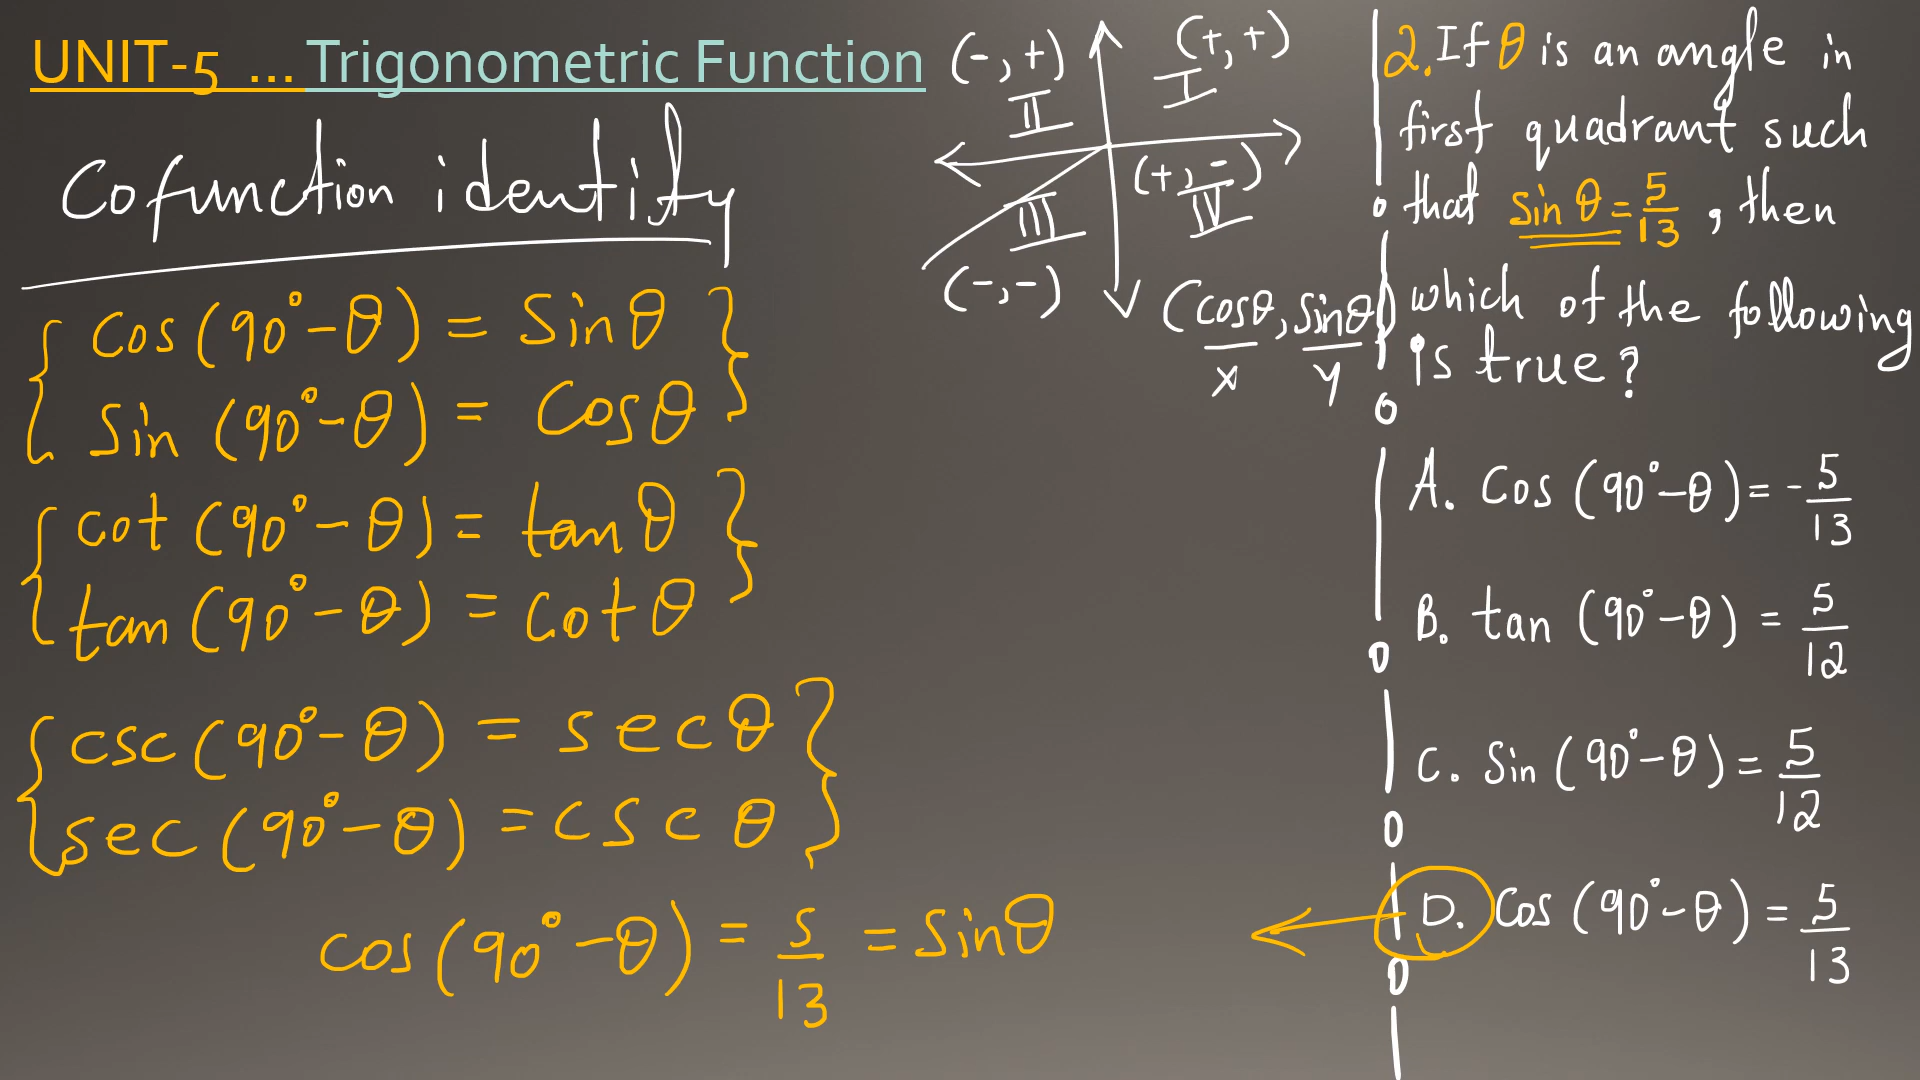 UNIT-5 ... Trigonometric Function
Cofunction identity
Cos(90°-θ) = Sinθ
Sin (90°-θ) = Cosθ
cot (90°-θ) = tanθ
tan (90°-θ) = cotθ
csc(90°-θ) = secθ
sec (90°-θ) = cscθ
cos(90°-θ) = 5/13 = Sinθ
(-,+)
II
(+,+)
I
(+,-)
IV
III
(-,-)
(cosθ, sinθ)
x y
2. If θ is an angle in
first quadrant such
that sin θ = 5/13, then
which of the following
is true?
A. Cos (90°-θ) = -5/13
B. tan (90°-θ) = 5/12
C. Sin (90°-θ) = 5/12
D. Cos (90°-θ) = 5/13